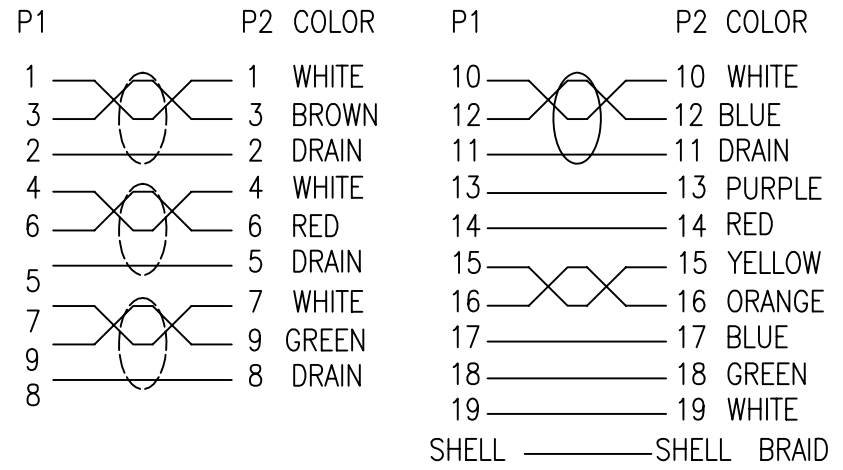 P1 P2 COLOR
1 1 WHITE
3 3 BROWN
2 2 DRAIN
4 4 WHITE
6 6 RED
5 5 DRAIN
7 7 WHITE
9 9 GREEN
8 8 DRAIN
P1 P2 COLOR
10 10 WHITE
12 12 BLUE
11 11 DRAIN
13 13 PURPLE
14 14 RED
15 15 YELLOW
16 16 ORANGE
17 17 BLUE
18 18 GREEN
19 19 WHITE
SHELL SHELL BRAID